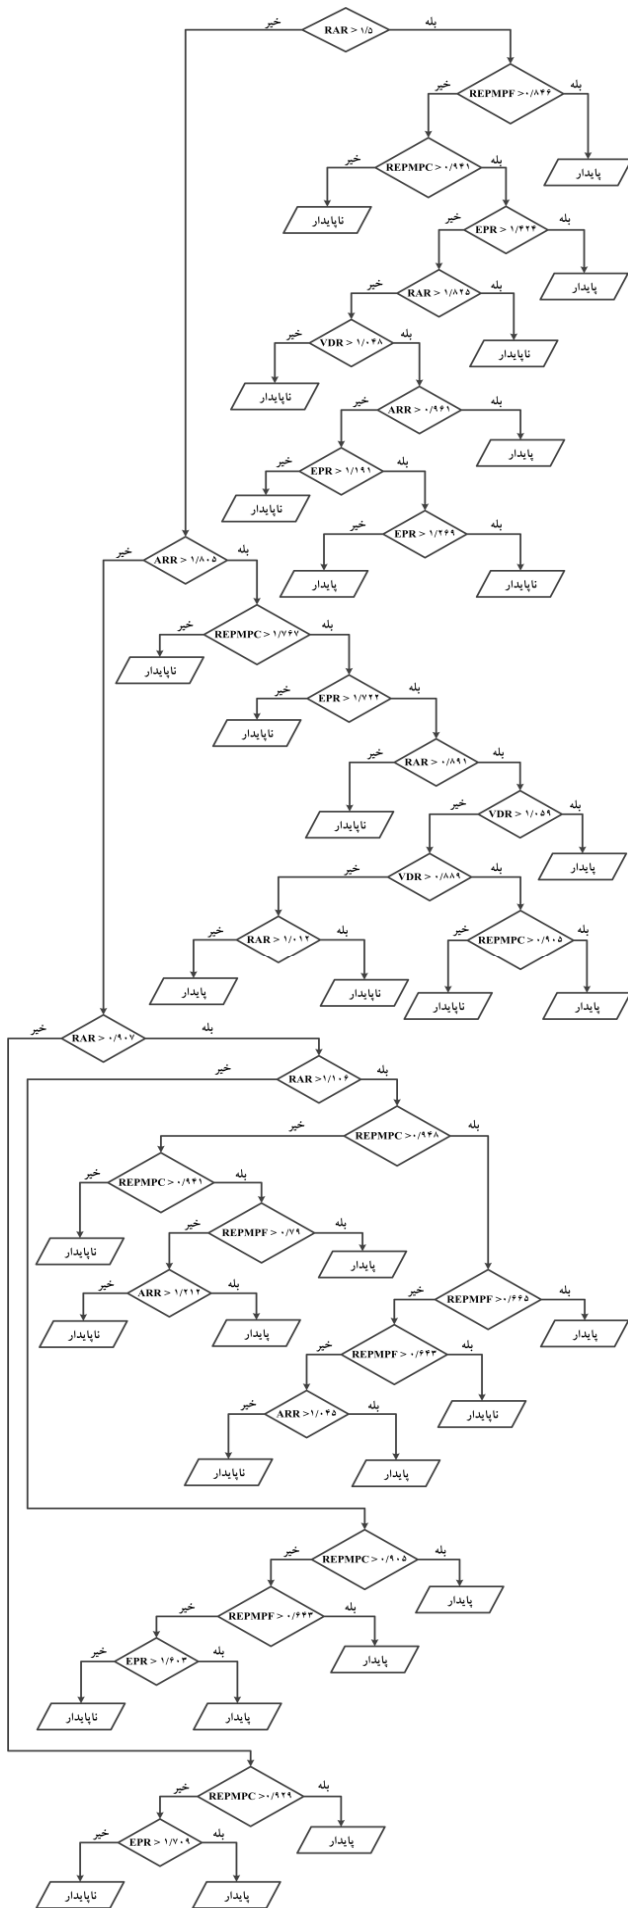 RAR > ۱/۵
خیر
بله
REPMPF >۰/۸۴۶
خیر
بله
پایدار
REPMPC > ۰/۹۴۱
خیر
بله
ناپایدار
EPR > ۱/۴۲۴
خیر
بله
پایدار
RAR > ۱/۸۲۵
خیر
بله
ناپایدار
VDR > ۱/۰۴۸
خیر
بله
ناپایدار
ARR > ۰/۹۶۱
خیر
بله
پایدار
EPR > ۱/۱۹۱
خیر
بله
ناپایدار
EPR > ۱/۲۶۹
خیر
بله
پایدار
ناپایدار
ARR > ۱/۸۰۵
خیر
بله
REPMPC > ۱/۷۶۷
خیر
بله
ناپایدار
EPR > ۱/۷۲۲
خیر
بله
ناپایدار
RAR > ۰/۸۹۱
خیر
بله
ناپایدار
VDR > ۱/۰۵۹
خیر
بله
پایدار
VDR > ۰/۸۸۹
خیر
بله
RAR > ۱/۰۱۲
خیر
بله
پایدار
ناپایدار
REPMPC > ۰/۹۰۵
خیر
بله
ناپایدار
پایدار
RAR > ۰/۹۰۷
خیر
بله
RAR >۱/۱۰۶
خیر
بله
REPMPC >۰/۹۴۸
خیر
بله
REPMPC > ۰/۹۴۱
خیر
بله
ناپایدار
REPMPF > ۰/۷۹
خیر
بله
پایدار
ARR > ۱/۲۱۲
خیر
بله
ناپایدار
پایدار
REPMPF >۰/۶۶۵
خیر
بله
پایدار
REPMPF > ۰/۶۴۳
خیر
بله
ناپایدار
ARR >۱/۰۴۵
خیر
بله
ناپایدار
پایدار
REPMPC >۰/۹۰۵
خیر
بله
پایدار
REPMPF >۰/۶۴۳
خیر
بله
پایدار
EPR > ۱/۶۰۳
خیر
بله
ناپایدار
پایدار
REPMPC >۰/۹۲۹
خیر
بله
پایدار
EPR > ۱/۷۰۹
خیر
بله
ناپایدار
پایدار